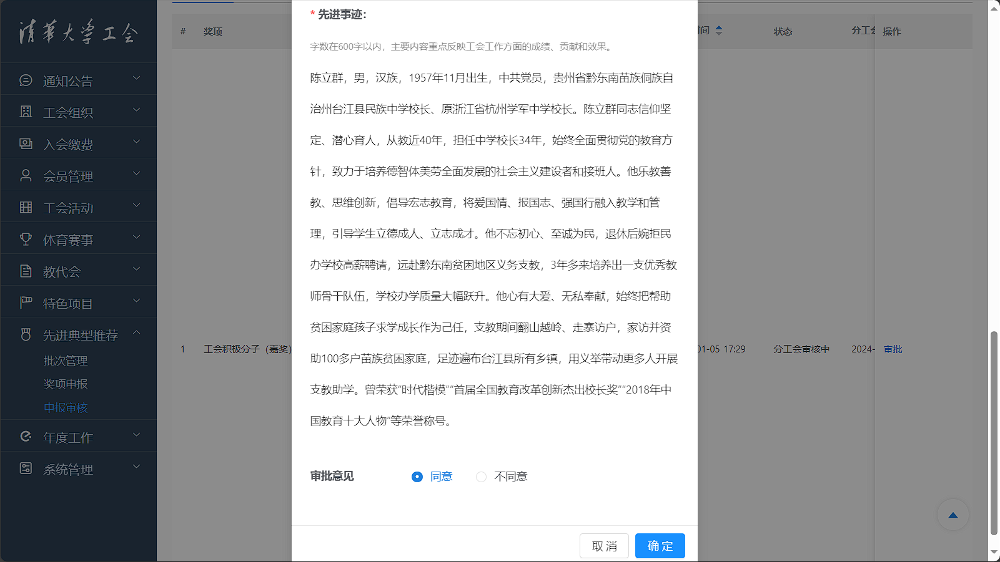 清华大学工会
通知公告
工会组织
入会缴费
会员管理
工会活动
体育赛事
教代会
特色项目
先进典型推荐
批次管理
奖项申报
申报审核
年度工作
系统管理
# 奖项
间 状态 分工会 操作
1 工会积极分子（嘉奖）
01-05 17:29 分工会审核中 2024- 审批
* 先进事迹：
字数在600字以内，主要内容重点反映工会工作方面的成绩、贡献和效果。
陈立群，男，汉族，1957年11月出生，中共党员，贵州省黔东南苗族侗族自
治州台江县民族中学校长、原浙江省杭州学军中学校长。陈立群同志信仰坚
定、潜心育人，从教近40年，担任中学校长34年，始终全面贯彻党的教育方
针，致力于培养德智体美劳全面发展的社会主义建设者和接班人。他乐教善
教、思维创新，倡导宏志教育，将爱国情、报国志、强国行融入教学和管
理，引导学生立德成人、立志成才。他不忘初心、至诚为民，退休后婉拒民
办学校高薪聘请，远赴黔东南贫困地区义务支教，3年多来培养出一支优秀教
师骨干队伍，学校办学质量大幅跃升。他心有大爱、无私奉献，始终把帮助
贫困家庭孩子求学成长作为己任，支教期间翻山越岭、走寨访户，家访并资
助100多户苗族贫困家庭，足迹遍布台江县所有乡镇，用义举带动更多人开展
支教助学。曾荣获“时代楷模”“首届全国教育改革创新杰出校长奖”“2018年中
国教育十大人物”等荣誉称号。
审批意见 同意 不同意
取 消 确 定